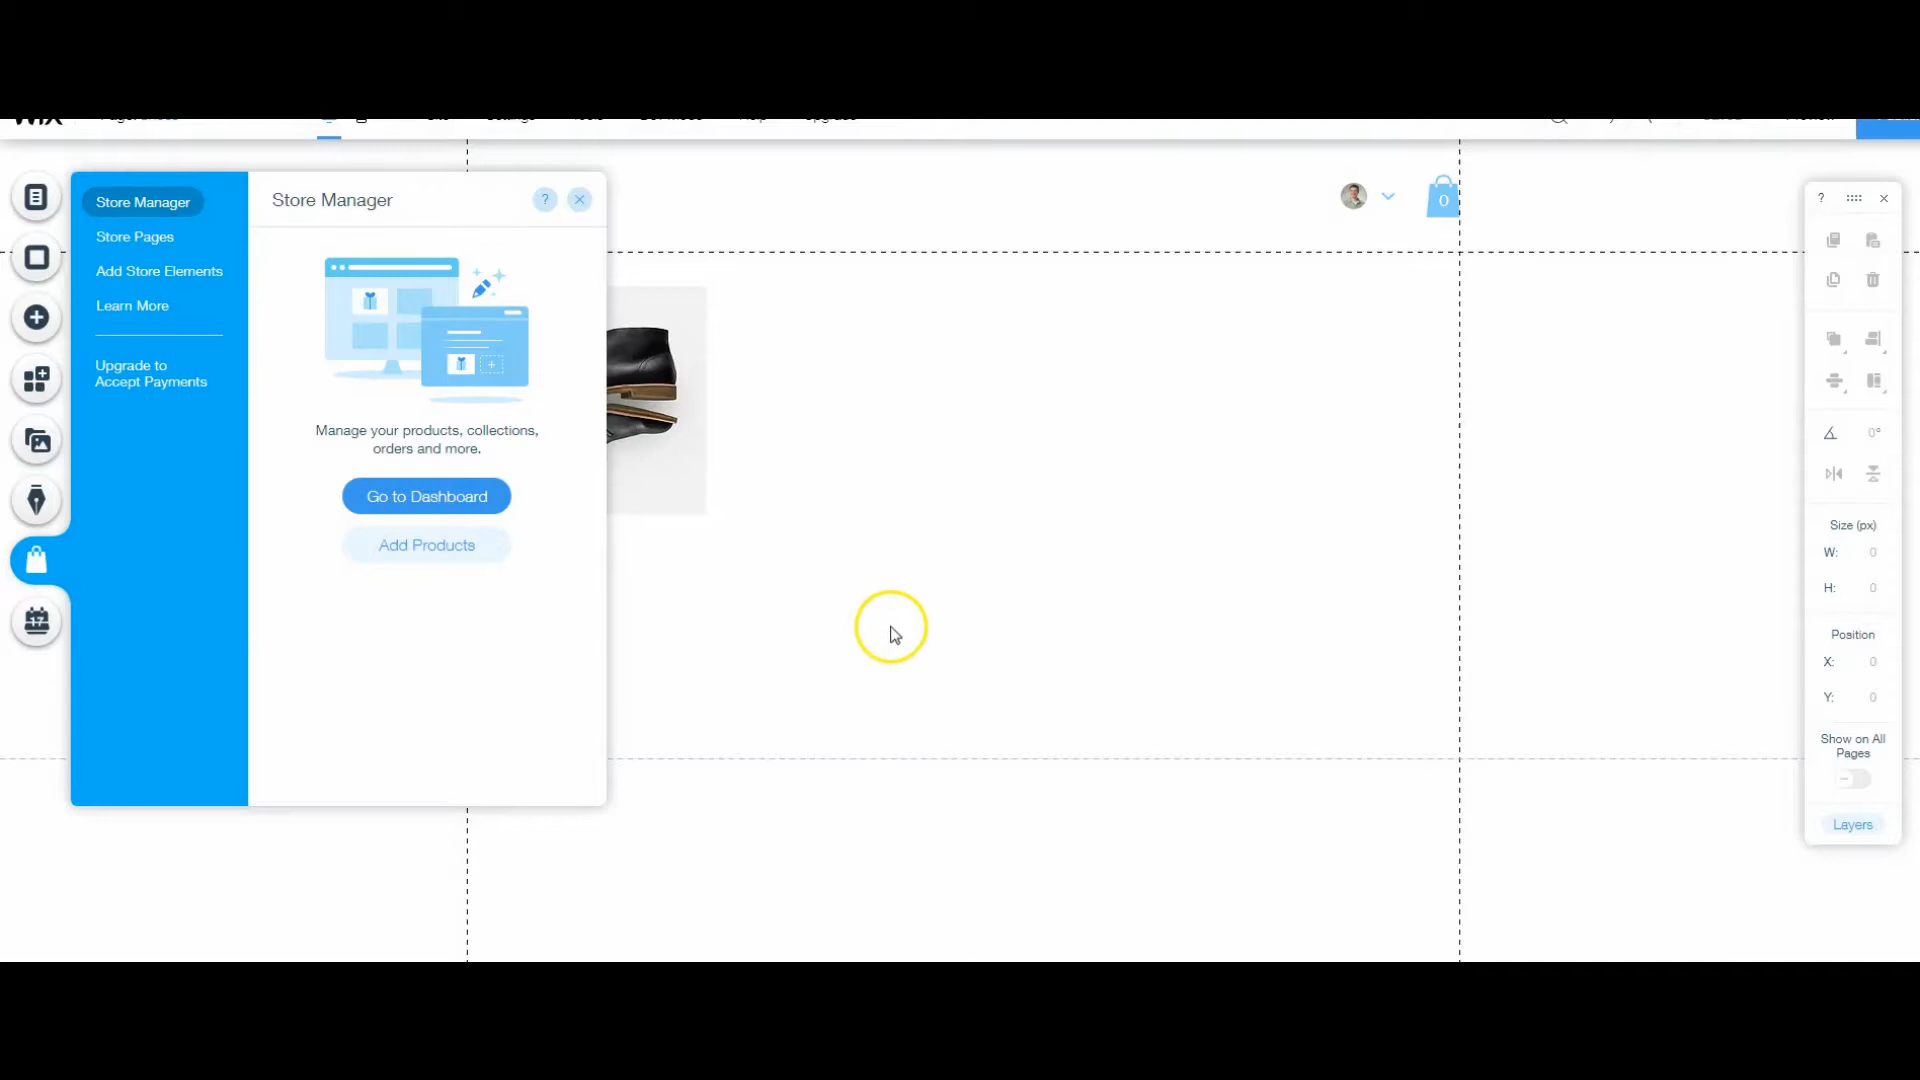 Store Manager
Store Pages
Add Store Elements
Learn More
Upgrade to
Accept Payments
Store Manager
?
Manage your products, collections,
orders and more.
Go to Dashboard
Add Products
17
0
?
0°
Size (px)
W: 0
H: 0
Position
X: 0
Y: 0
Show on All
Pages
Layers